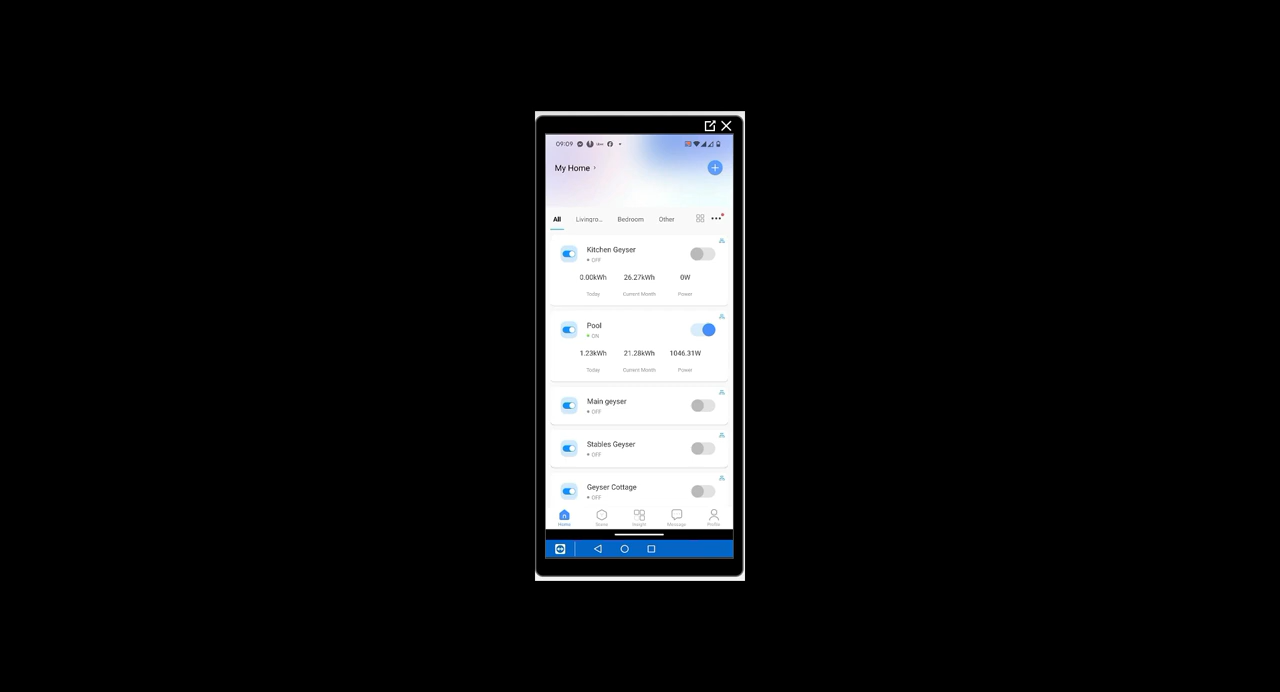 09:09
My Home
All Livingro... Bedroom Other
Kitchen Geyser
OFF
0.00kWh 26.27kWh 0W
Today Current Month Power
Pool
ON
1.23kWh 21.28kWh 1046.31W
Today Current Month Power
Main geyser
OFF
Stables Geyser
OFF
Geyser Cottage
OFF
Home Message Profile